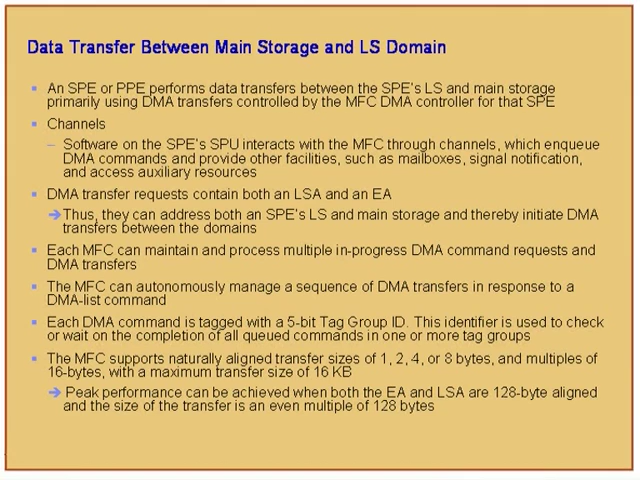 Data Transfer Between Main Storage and LS Domain
▪ An SPE or PPE performs data transfers between the SPE's LS and main storage
primarily using DMA transfers controlled by the MFC DMA controller for that SPE
▪ Channels
– Software on the SPE's SPU interacts with the MFC through channels, which enqueue
DMA commands and provide other facilities, such as mailboxes, signal notification,
and access auxiliary resources
▪ DMA transfer requests contain both an LSA and an EA
➔Thus, they can address both an SPE's LS and main storage and thereby initiate DMA
transfers between the domains
▪ Each MFC can maintain and process multiple in-progress DMA command requests and
DMA transfers
▪ The MFC can autonomously manage a sequence of DMA transfers in response to a
DMA-list command
▪ Each DMA command is tagged with a 5-bit Tag Group ID. This identifier is used to check
or wait on the completion of all queued commands in one or more tag groups
▪ The MFC supports naturally aligned transfer sizes of 1, 2, 4, or 8 bytes, and multiples of
16-bytes, with a maximum transfer size of 16 KB
➔ Peak performance can be achieved when both the EA and LSA are 128-byte aligned
and the size of the transfer is an even multiple of 128 bytes